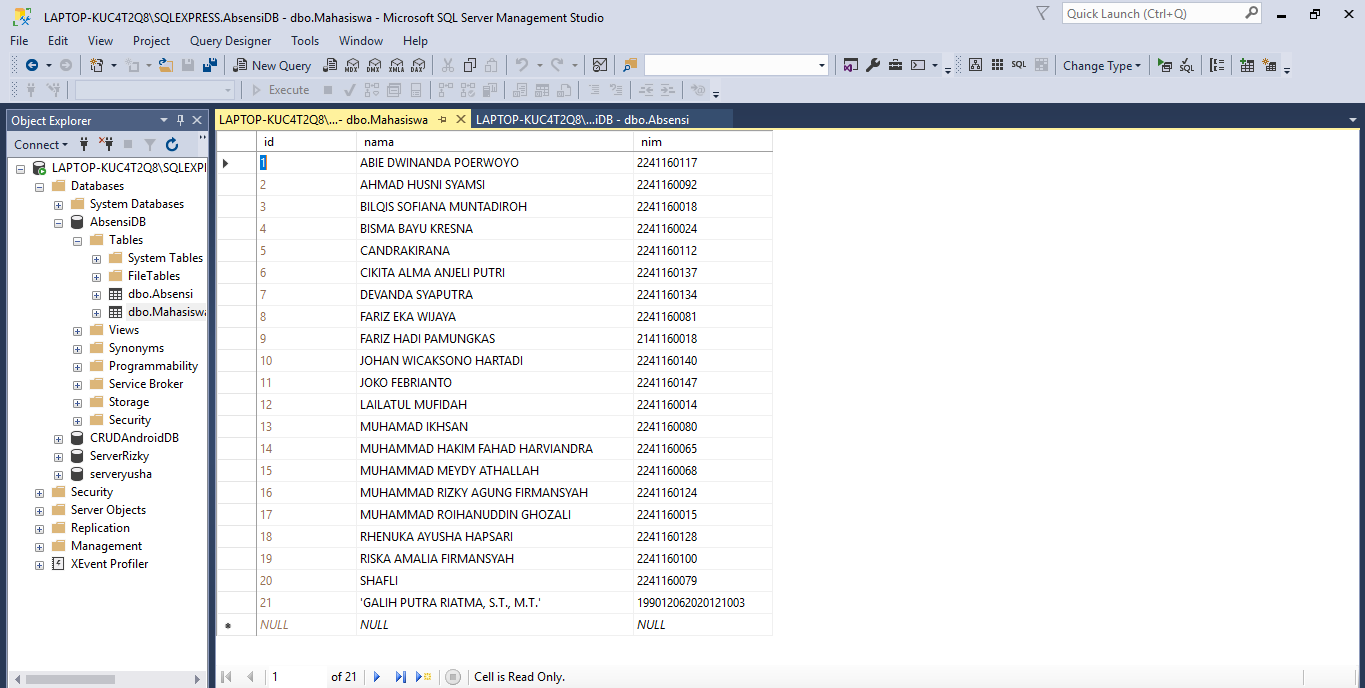 LAPTOP-KUC4T2Q8\SQLEXPRESS.AbsensiDB - dbo.Mahasiswa - Microsoft SQL Server Management Studio
Quick Launch (Ctrl+Q)
File Edit View Project Query Designer Tools Window Help
New Query MDX DMX XMLA DAX SQL Change Type SQL
Execute
Object Explorer
Connect
LAPTOP-KUC4T2Q8\SQLEXPI
Databases
System Databases
AbsensiDB
Tables
System Tables
FileTables
dbo.Absensi
dbo.Mahasiswa
Views
Synonyms
Programmability
Service Broker
Storage
Security
CRUDAndroidDB
ServerRizky
serveryusha
Security
Server Objects
Replication
Management
XEvent Profiler
LAPTOP-KUC4T2Q8\...- dbo.Mahasiswa LAPTOP-KUC4T2Q8\...iDB - dbo.Absensi
id nama nim
1 ABIE DWINANDA POERWOYO 2241160117
2 AHMAD HUSNI SYAMSI 2241160092
3 BILQIS SOFIANA MUNTADIROH 2241160018
4 BISMA BAYU KRESNA 2241160024
5 CANDRAKIRANA 2241160112
6 CIKITA ALMA ANJELI PUTRI 2241160137
7 DEVANDA SYAPUTRA 2241160134
8 FARIZ EKA WIJAYA 2241160081
9 FARIZ HADI PAMUNGKAS 2141160018
10 JOHAN WICAKSONO HARTADI 2241160140
11 JOKO FEBRIANTO 2241160147
12 LAILATUL MUFIDAH 2241160014
13 MUHAMAD IKHSAN 2241160080
14 MUHAMMAD HAKIM FAHAD HARVIANDRA 2241160065
15 MUHAMMAD MEYDY ATHALLAH 2241160068
16 MUHAMMAD RIZKY AGUNG FIRMANSYAH 2241160124
17 MUHAMMAD ROIHANUDDIN GHOZALI 2241160015
18 RHENUKA AYUSHA HAPSARI 2241160128
19 RISKA AMALIA FIRMANSYAH 2241160100
20 SHAFLI 2241160079
21 'GALIH PUTRA RIATMA, S.T., M.T.' 199012062020121003
NULL NULL NULL
1 of 21 Cell is Read Only.